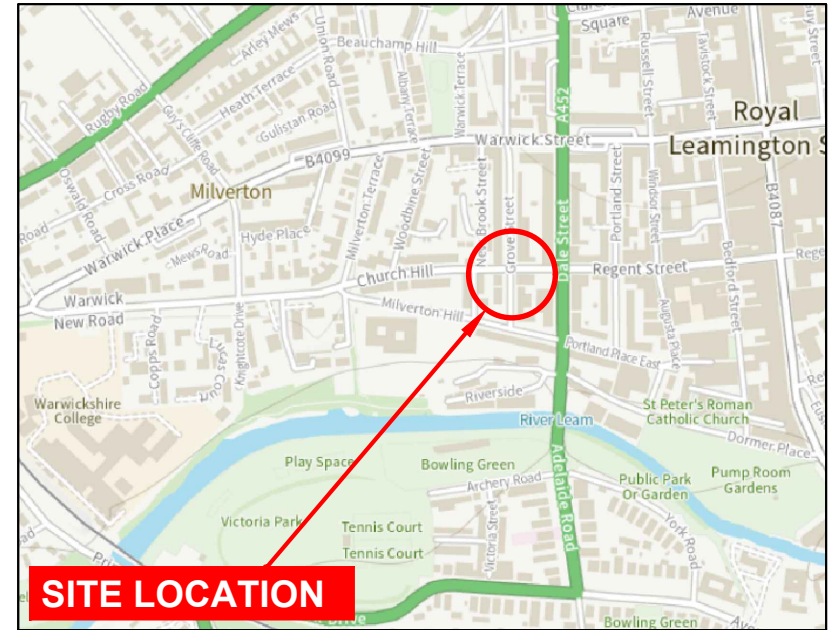 Square
Avenue
Arley Mews
Union Road
Beauchamp Hill
Rugby Road
Heath Terrace
Guy's Cliffe Road
Gulistan Road
Albany Terrace
Warwick Terrace
A452
Russell Street
Tavistock Street
Royal
Leamington S
Warwick Street
B4099
Cross Road
Oswald Road
Milverton
Road
Warwick Place
Mews Road
Hyde Place
Milverton Terrace
Woodbine Street
New Brook Street
Grove Street
Dale Street
Portland Street
Windsor Street
Bedford Street
B4087
Church Hill
Regent Street
Rege
Warwick
New Road
Milverton Hill
Knightcote Drive
Copps Road
Lucas Court
Augusta Place
Portland Place East
Warwickshire
College
Riverside
River Leam
St Peter's Roman
Catholic Church
Dormer Place
Play Space
Bowling Green
Archery Road
Adelaide Road
Public Park
Or Garden
Pump Room
Gardens
Victoria Park
Tennis Court
Tennis Court
Victoria Street
York Road
SITE LOCATION
Drive
Bowling Green